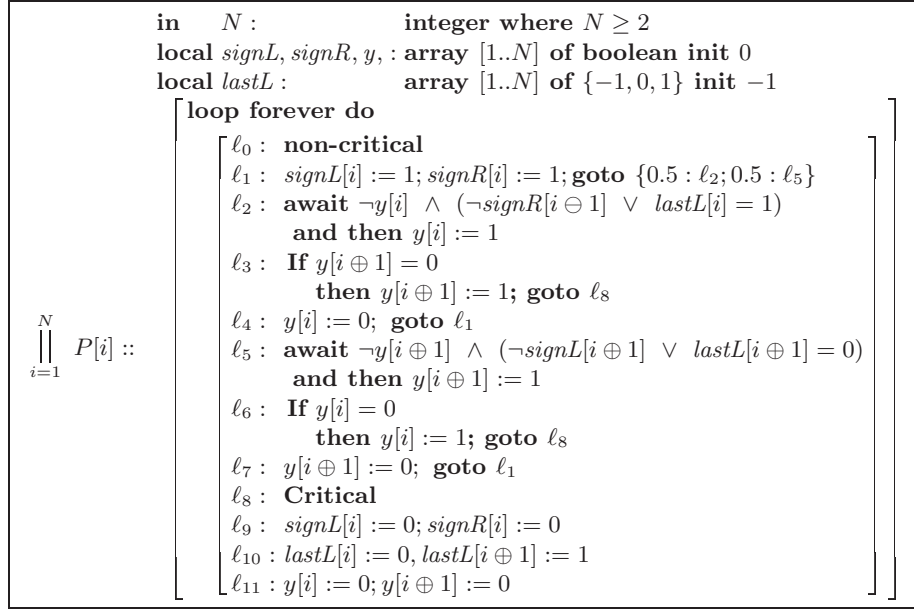 in N : integer where N ≥ 2
local signL, signR, y, : array [1..N] of boolean init 0
local lastL : array [1..N] of {−1, 0, 1} init −1
loop forever do
ℓ0 : non-critical
ℓ1 : signL[i] := 1; signR[i] := 1; goto {0.5 : ℓ2; 0.5 : ℓ5}
ℓ2 : await ¬y[i] ∧ (¬signR[i ⊖ 1] ∨ lastL[i] = 1)
and then y[i] := 1
ℓ3 : If y[i ⊕ 1] = 0
then y[i ⊕ 1] := 1; goto ℓ8
ℓ4 : y[i] := 0; goto ℓ1
N
∥ P[i] ::
i=1
ℓ5 : await ¬y[i ⊕ 1] ∧ (¬signL[i ⊕ 1] ∨ lastL[i ⊕ 1] = 0)
and then y[i ⊕ 1] := 1
ℓ6 : If y[i] = 0
then y[i] := 1; goto ℓ8
ℓ7 : y[i ⊕ 1] := 0; goto ℓ1
ℓ8 : Critical
ℓ9 : signL[i] := 0; signR[i] := 0
ℓ10 : lastL[i] := 0, lastL[i ⊕ 1] := 1
ℓ11 : y[i] := 0; y[i ⊕ 1] := 0